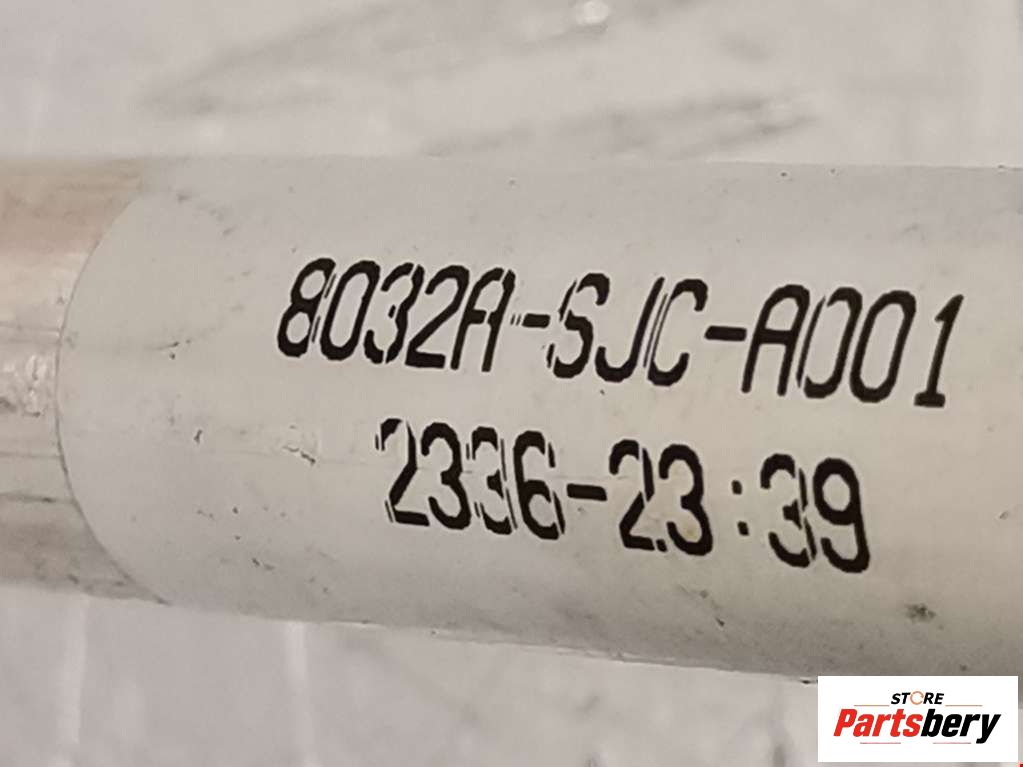 8032A-SJC-A001
2336-23:39
STORE
Partsbery